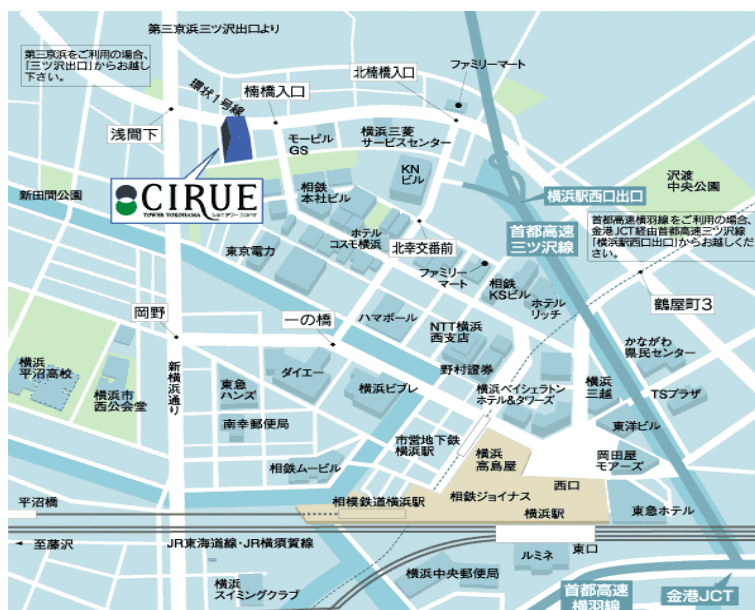 第三京浜三ツ沢出口より
第三京浜をご利用の場合、
「三ツ沢出口」からお越し
下さい。
環状1号線
楠橋入口
北楠橋入口
ファミリーマート
浅間下
モービル
GS
横浜三菱
サービスセンター
KN
ビル
沢渡
中央公園
新田間公園
CIRUE
TOWER YOKOHAMA
相鉄
本社ビル
横浜駅西口出口
首都高速
三ツ沢線
首都高速横羽線をご利用の場合、
金港JCT経由首都高速三ツ沢線
「横浜駅西口出口」からお越しくだ
さい。
ホテル
コスモ横浜
北幸交番前
東京電力
ファミリー
マート
相鉄
KSビル
ホテル
リッチ
鶴屋町3
岡野
一の橋
ハマボール
NTT横浜
西支店
かながわ
県民センター
横浜
平沼高校
横浜市
西公会堂
新横浜通り
東急
ハンズ
ダイエー
横浜ビブレ
野村證券
横浜ベイシェラトン
ホテル&タワーズ
横浜
三越
TSプラザ
南幸郵便局
市営地下鉄
横浜駅
東洋ビル
相鉄ムービル
横浜
高島屋
岡田屋
モアーズ
平沼橋
相模鉄道横浜駅
相鉄ジョイナス
西口
横浜駅
東急ホテル
至藤沢
JR東海道線・JR横須賀線
ルミネ
東口
横浜
スイミングクラブ
横浜中央郵便局
首都高速
横羽線
金港JCT